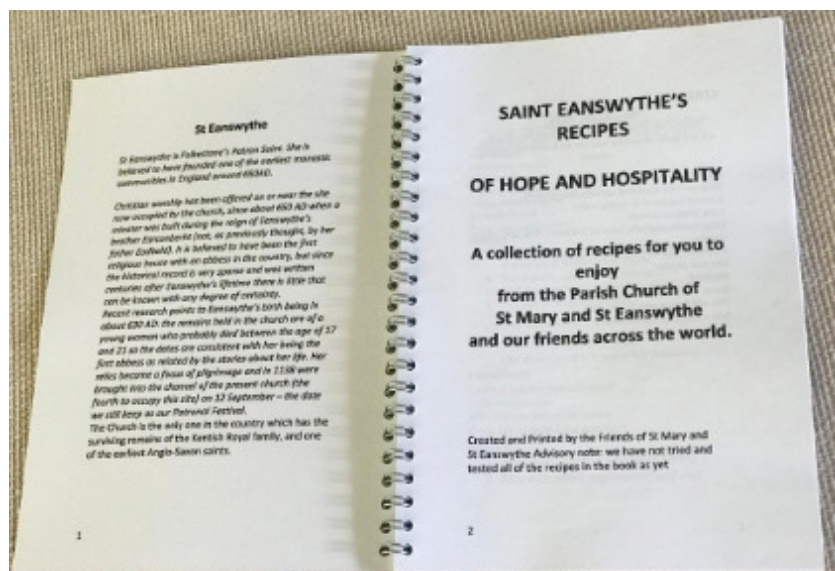 St Eanswythe
St Eanswythe is Folkestone's Patron Saint. She is
believed to have founded one of the earliest monastic
communities in England around 660AD.
Christian worship has been offered on or near the site
now occupied by the church, since about 650 AD when a
minster was built during the reign of Eanswythe's
brother (not, as previously thought, by her
father Eadbald). It is believed to have been the first
religious house with an abbess in the country, but since
the historical record is very sparse and was written
centuries after Eanswythe's lifetime there is little that
can be known with any degree of certainty.
Recent research points to Eanswythe's birth being in
about 630 AD. the remains held in the church are of a
young woman who probably died between the age of 17
and 21 so the dates are consistent with her being the
first abbess as related by the stories about her life. Her
relics became a focus of pilgrimage and in 1138 were
brought into the chancel of the present church (the
fourth to occupy this site) on 12 September – the date
we still keep as our Patronal Festival.
The Church is the only one in the country which has the
surviving remains of the Kentish Royal family, and one
of the earliest Anglo-Saxon saints.
1
SAINT EANSWYTHE'S
RECIPES
OF HOPE AND HOSPITALITY
A collection of recipes for you to
enjoy
from the Parish Church of
St Mary and St Eanswythe
and our friends across the world.
Created and Printed by the Friends of St Mary and
St Eanswythe Advisory note: we have not tried and
tested all of the recipes in the book as yet
2